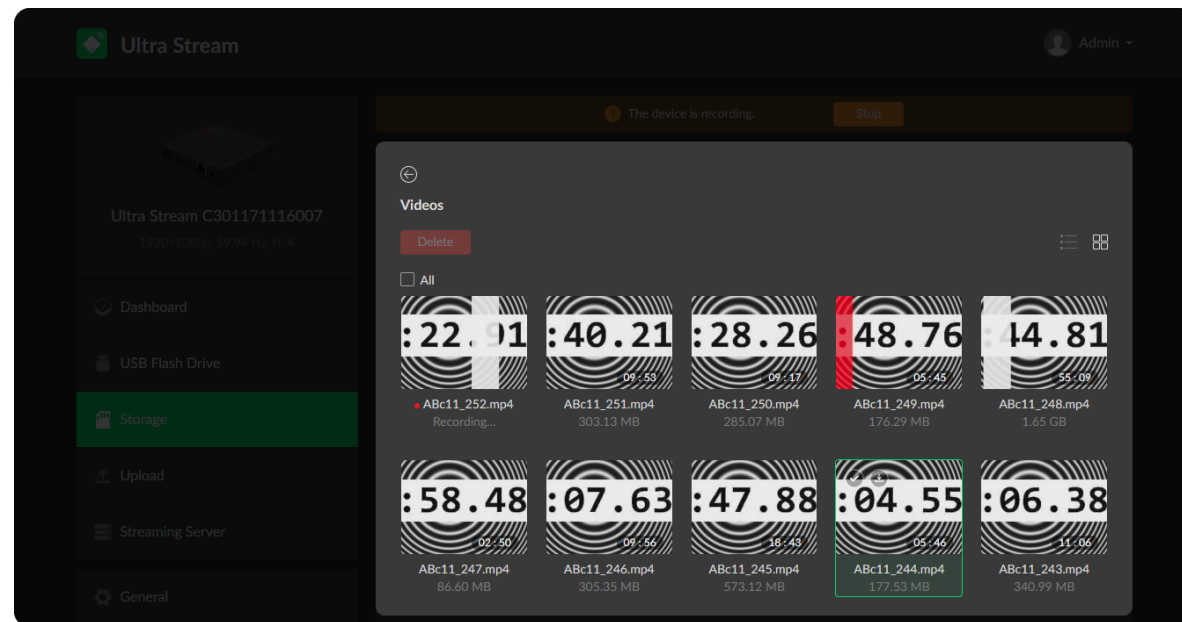 Ultra Stream
Admin
The device is recording.
Stop
Ultra Stream C301171116007
1920×1080p, 59.94 Hz, N/A
Dashboard
USB Flash Drive
Storage
Upload
Streaming Server
General
Videos
Delete
All
:22. 91 :40.21 :28.26 :48.76 :44.81
09:53 09:17 05:45 55:09
ABc11_252.mp4 ABc11_251.mp4 ABc11_250.mp4 ABc11_249.mp4 ABc11_248.mp4
Recording... 303.13 MB 285.07 MB 176.29 MB 1.65 GB
:58.48 :07.63 :47.88 :04.55 :06.38
02:50 09:56 18:43 05:46 11:06
ABc11_247.mp4 ABc11_246.mp4 ABc11_245.mp4 ABc11_244.mp4 ABc11_243.mp4
86.60 MB 305.35 MB 573.12 MB 177.53 MB 340.99 MB